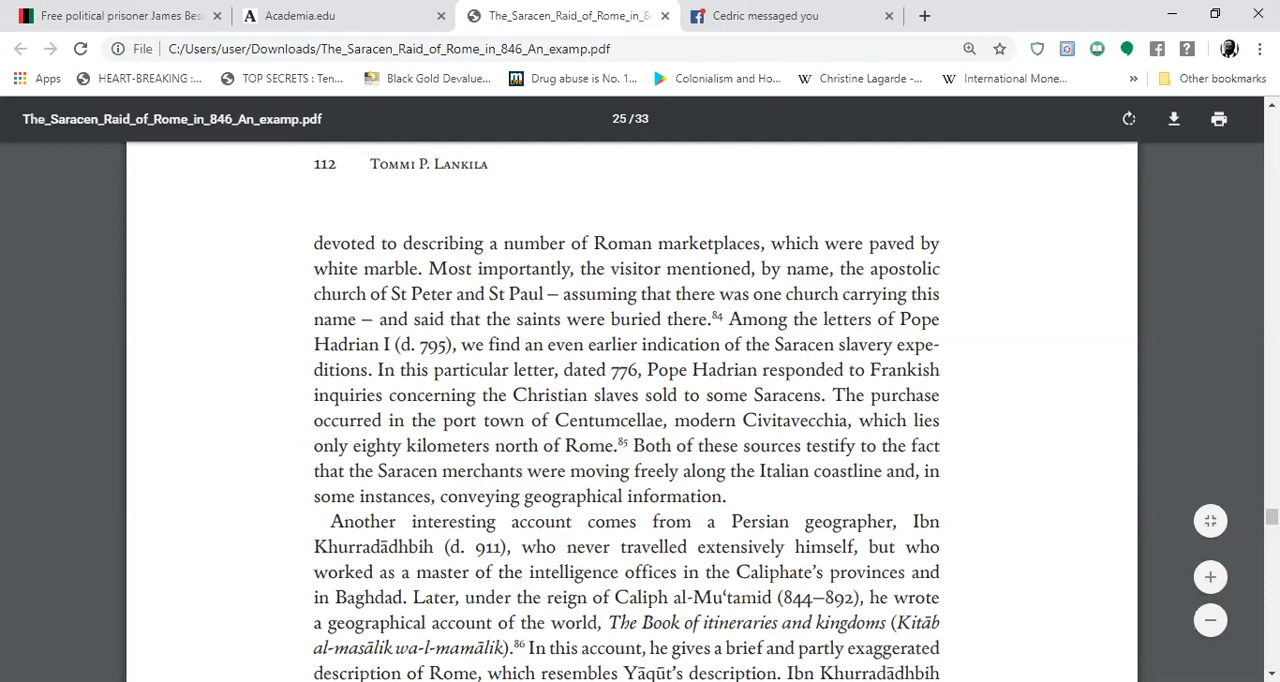 Free political prisoner James Bes
Academia.edu
The_Saracen_Raid_of_Rome_in_8
Cedric messaged you
File
C:/Users/user/Downloads/The_Saracen_Raid_of_Rome_in_846_An_examp.pdf
Apps
HEART-BREAKING :...
TOP SECRETS : Ten...
Black Gold Devalue...
Drug abuse is No. 1...
Colonialism and Ho...
Christine Lagarde -...
International Mone...
»
Other bookmarks
The_Saracen_Raid_of_Rome_in_846_An_examp.pdf
25 / 33
112 Tommi P. Lankila
devoted to describing a number of Roman marketplaces, which were paved by
white marble. Most importantly, the visitor mentioned, by name, the apostolic
church of St Peter and St Paul – assuming that there was one church carrying this
name – and said that the saints were buried there.84 Among the letters of Pope
Hadrian I (d. 795), we find an even earlier indication of the Saracen slavery expe-
ditions. In this particular letter, dated 776, Pope Hadrian responded to Frankish
inquiries concerning the Christian slaves sold to some Saracens. The purchase
occurred in the port town of Centumcellae, modern Civitavecchia, which lies
only eighty kilometers north of Rome.85 Both of these sources testify to the fact
that the Saracen merchants were moving freely along the Italian coastline and, in
some instances, conveying geographical information.
Another interesting account comes from a Persian geographer, Ibn
Khurradādhbih (d. 911), who never travelled extensively himself, but who
worked as a master of the intelligence offices in the Caliphate's provinces and
in Baghdad. Later, under the reign of Caliph al-Muʿtamid (844–892), he wrote
a geographical account of the world, The Book of itineraries and kingdoms (Kitāb
al-masālik wa-l-mamālik).86 In this account, he gives a brief and partly exaggerated
description of Rome, which resembles Yāqūt's description. Ibn Khurradādhbih